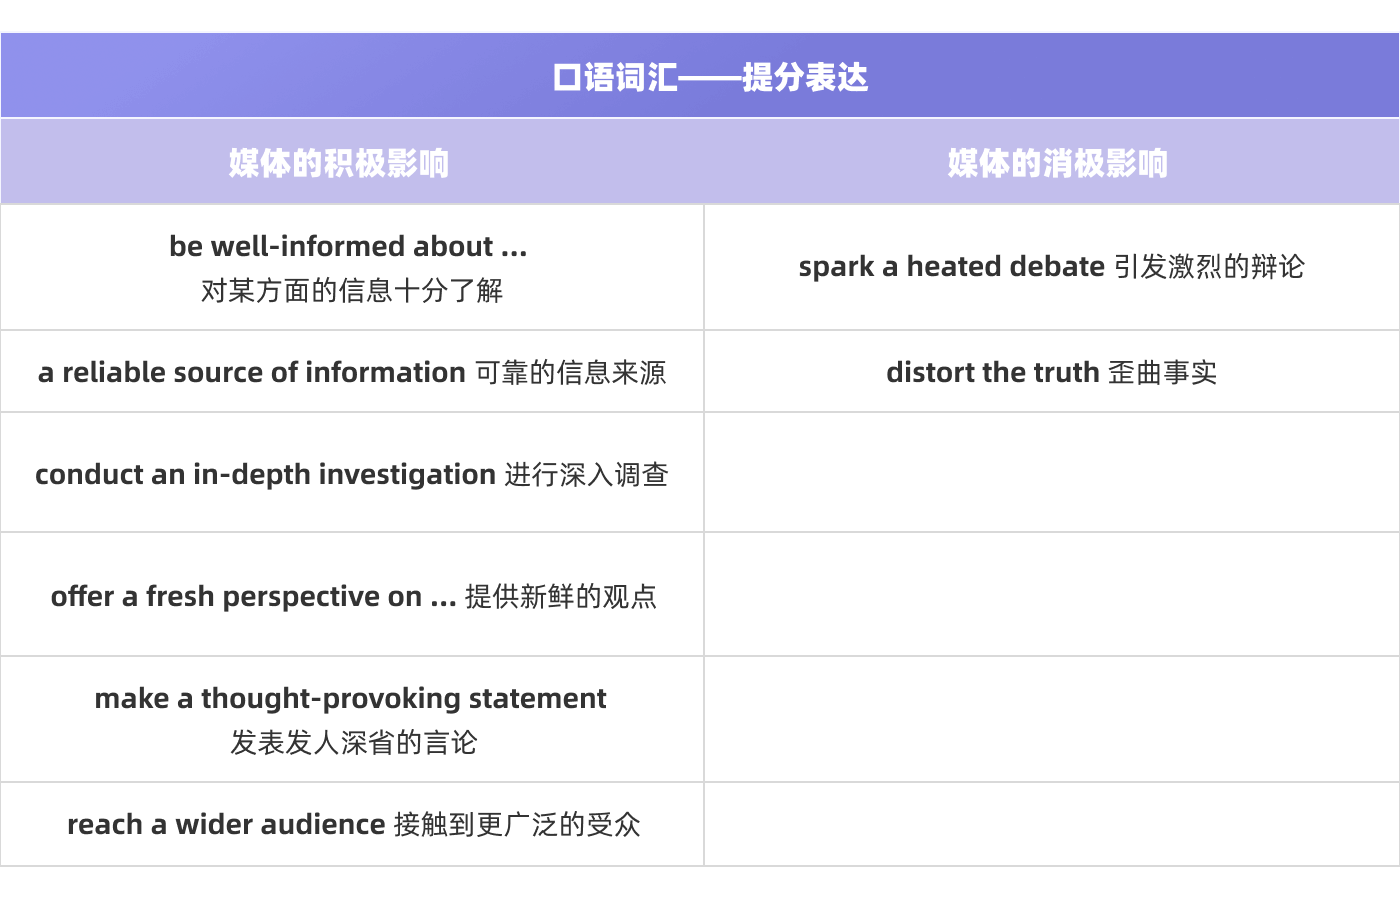 口语词汇——提分表达
媒体的积极影响
媒体的消极影响
be well-informed about ...
对某方面的信息十分了解
spark a heated debate 引发激烈的辩论
a reliable source of information 可靠的信息来源
distort the truth 歪曲事实
conduct an in-depth investigation 进行深入调查
offer a fresh perspective on ... 提供新鲜的观点
make a thought-provoking statement
发表发人深省的言论
reach a wider audience 接触到更广泛的受众